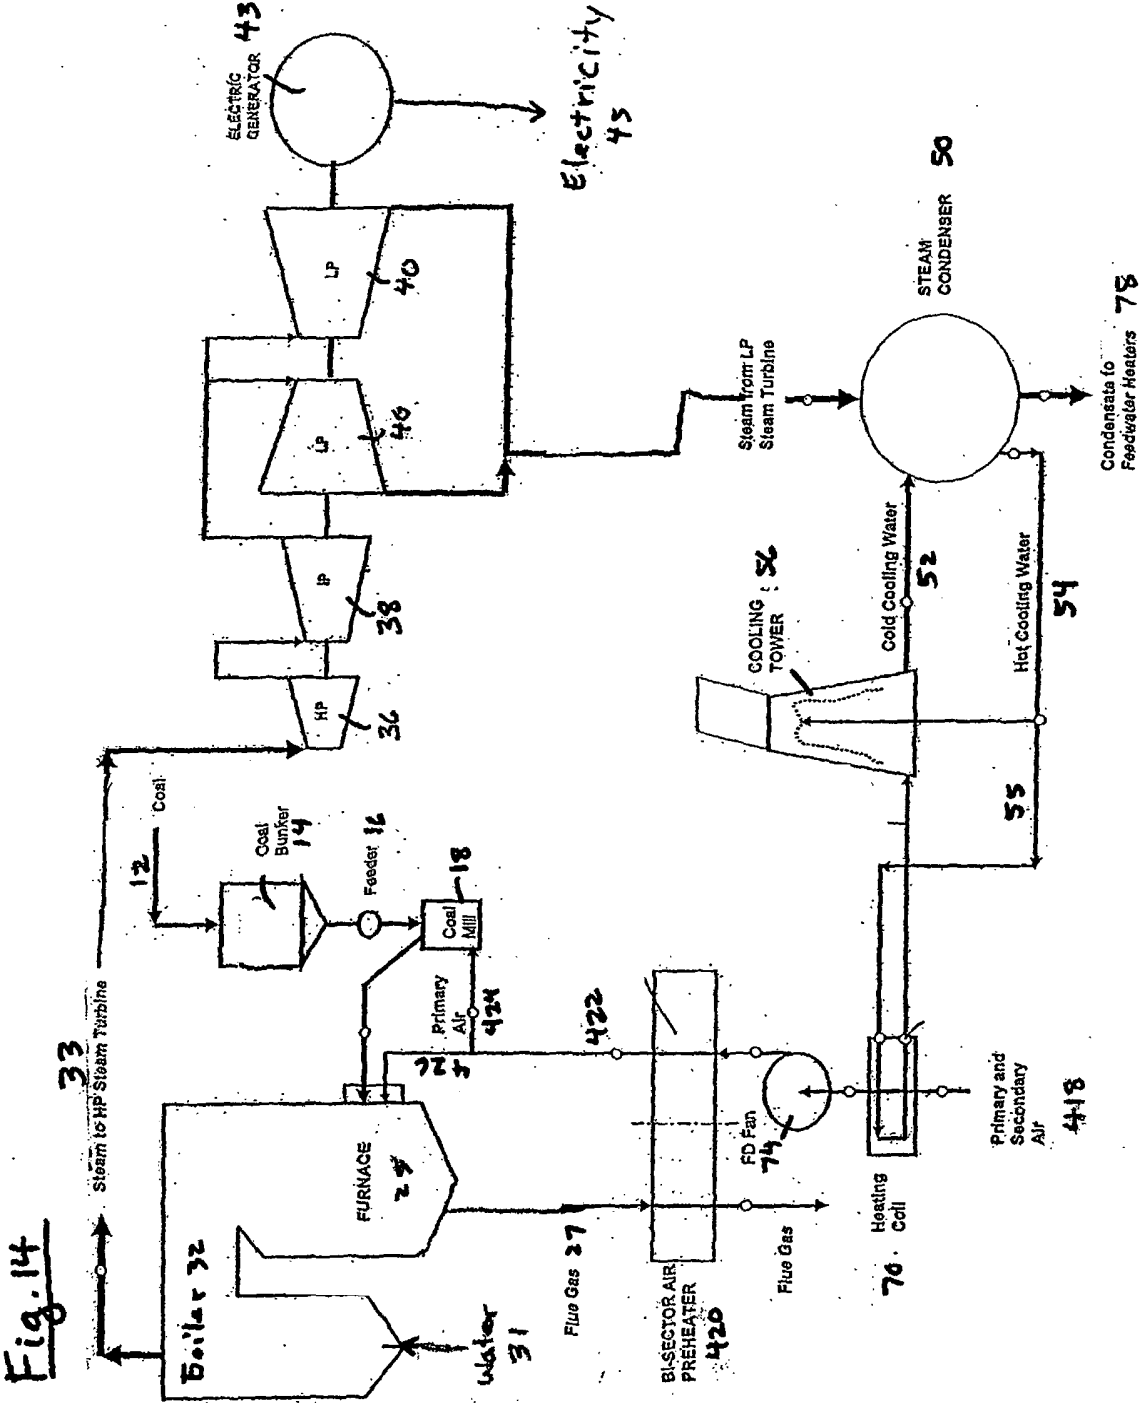 Fig. 14
33
Steam to HP Steam Turbine
Boiler 32
Water
31
FURNACE
25
12
Coal
Coal
Bunker
14
Feeder 16
Coal
Mill
18
Primary
Air
424
426
422
HP
36
IP
38
LP
40
LP
40
ELECTRIC
GENERATOR 43
Electricity
45
Flue Gas 27
BI-SECTOR AIR
PREHEATER
420
Flue Gas
FD Fan
74
Heating
Coil
70
Primary and
Secondary
Air
418
COOLING
TOWER
56
Cold Cooling Water
52
Hot Cooling Water
54
55
Steam from LP
Steam Turbine
STEAM
CONDENSER 50
Condensate to
Feedwater Heaters 78